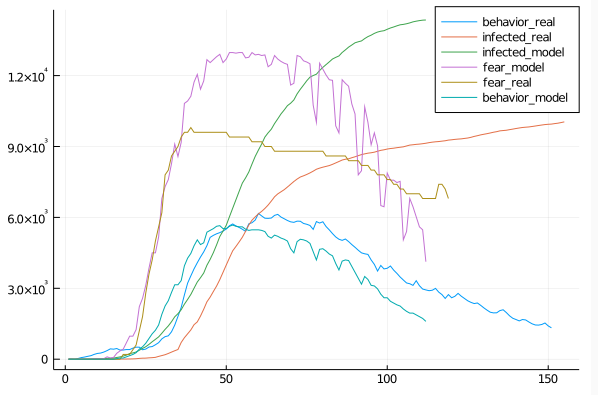 behavior_real
infected_real
infected_model
fear_model
fear_real
behavior_model
1.2×10⁴
9.0×10³
6.0×10³
3.0×10³
0
0 50 100 150